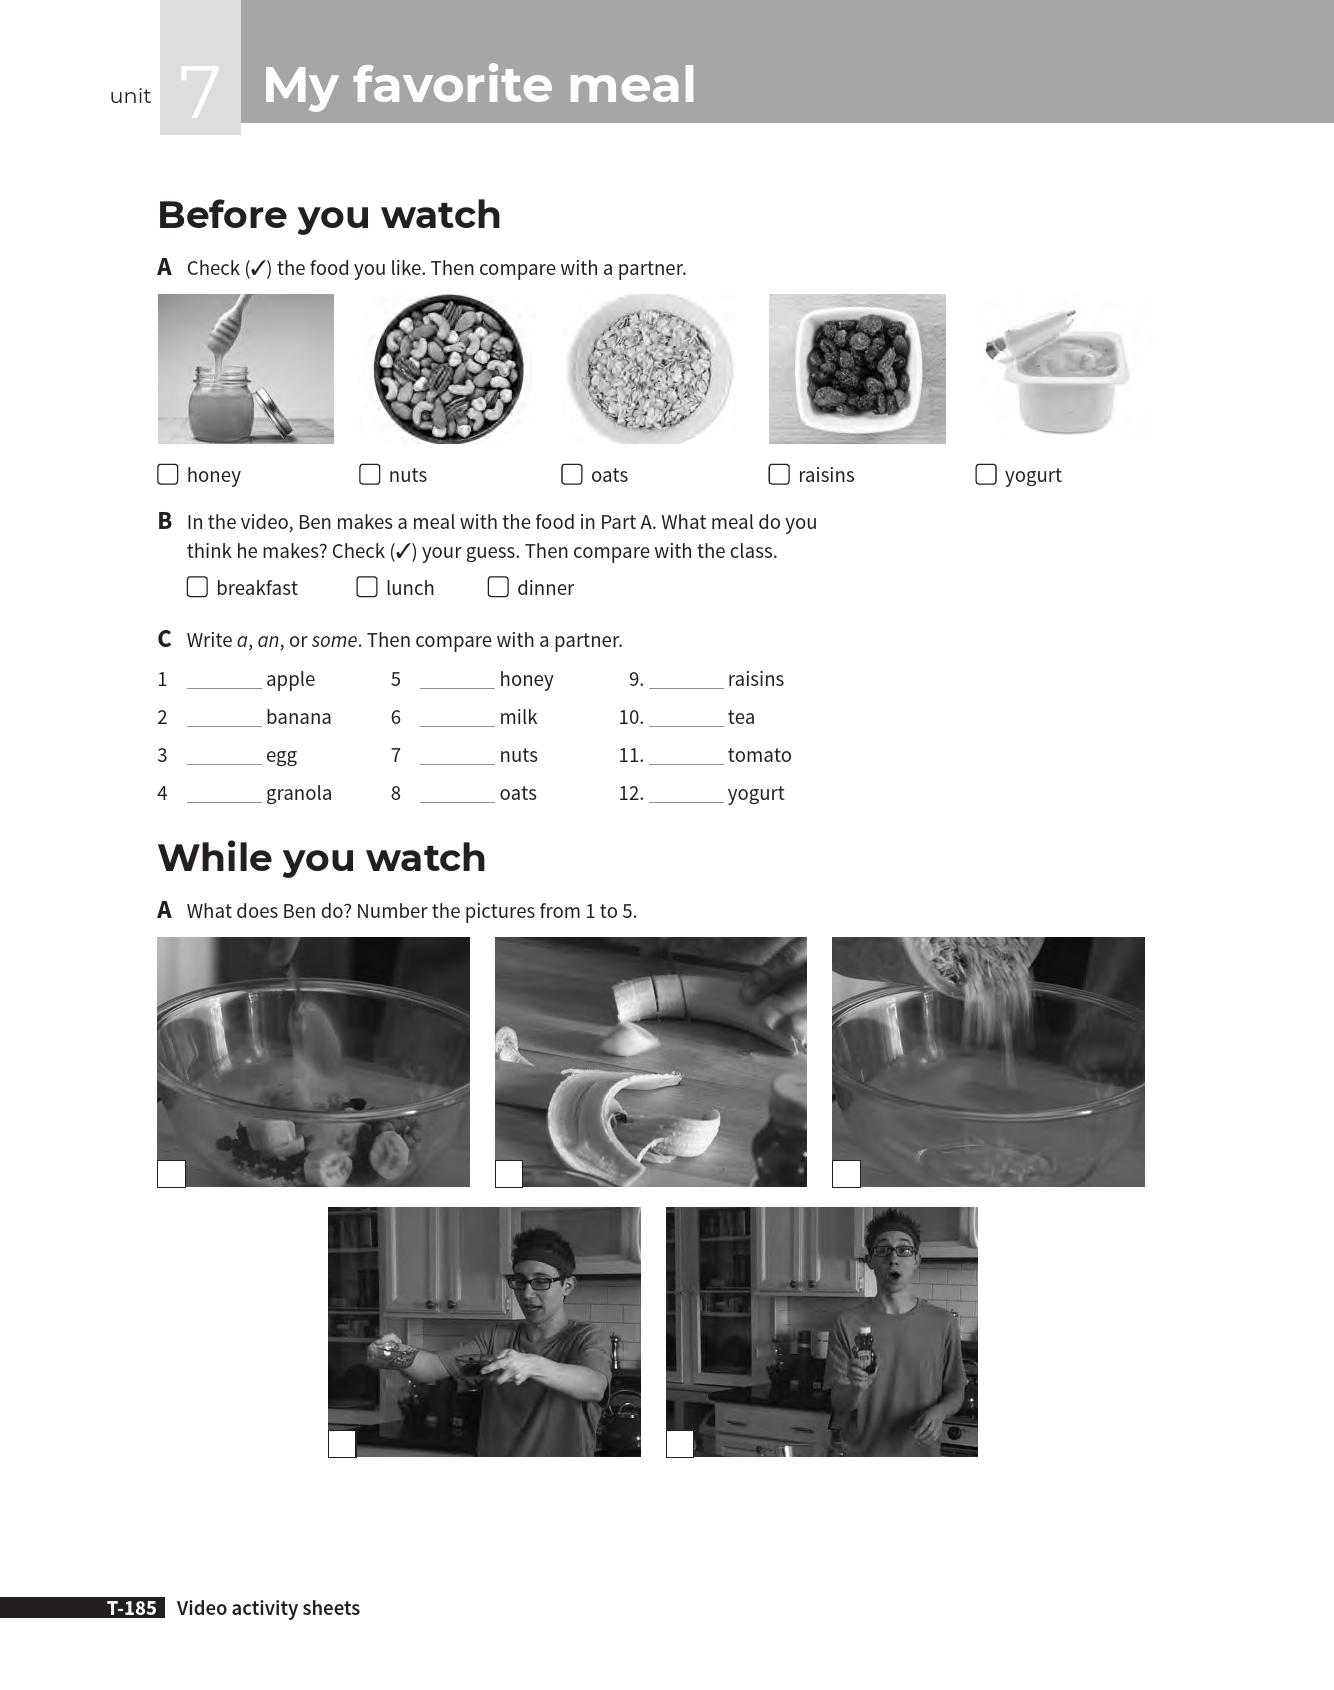 unit 7 My favorite meal
Before you watch
A Check (✓) the food you like. Then compare with a partner.
honey nuts oats raisins yogurt
B In the video, Ben makes a meal with the food in Part A. What meal do you
think he makes? Check (✓) your guess. Then compare with the class.
breakfast lunch dinner
C Write a, an, or some. Then compare with a partner.
1 ________ apple 5 ________ honey 9. ________ raisins
2 ________ banana 6 ________ milk 10. ________ tea
3 ________ egg 7 ________ nuts 11. ________ tomato
4 ________ granola 8 ________ oats 12. ________ yogurt
While you watch
A What does Ben do? Number the pictures from 1 to 5.
T-185 Video activity sheets